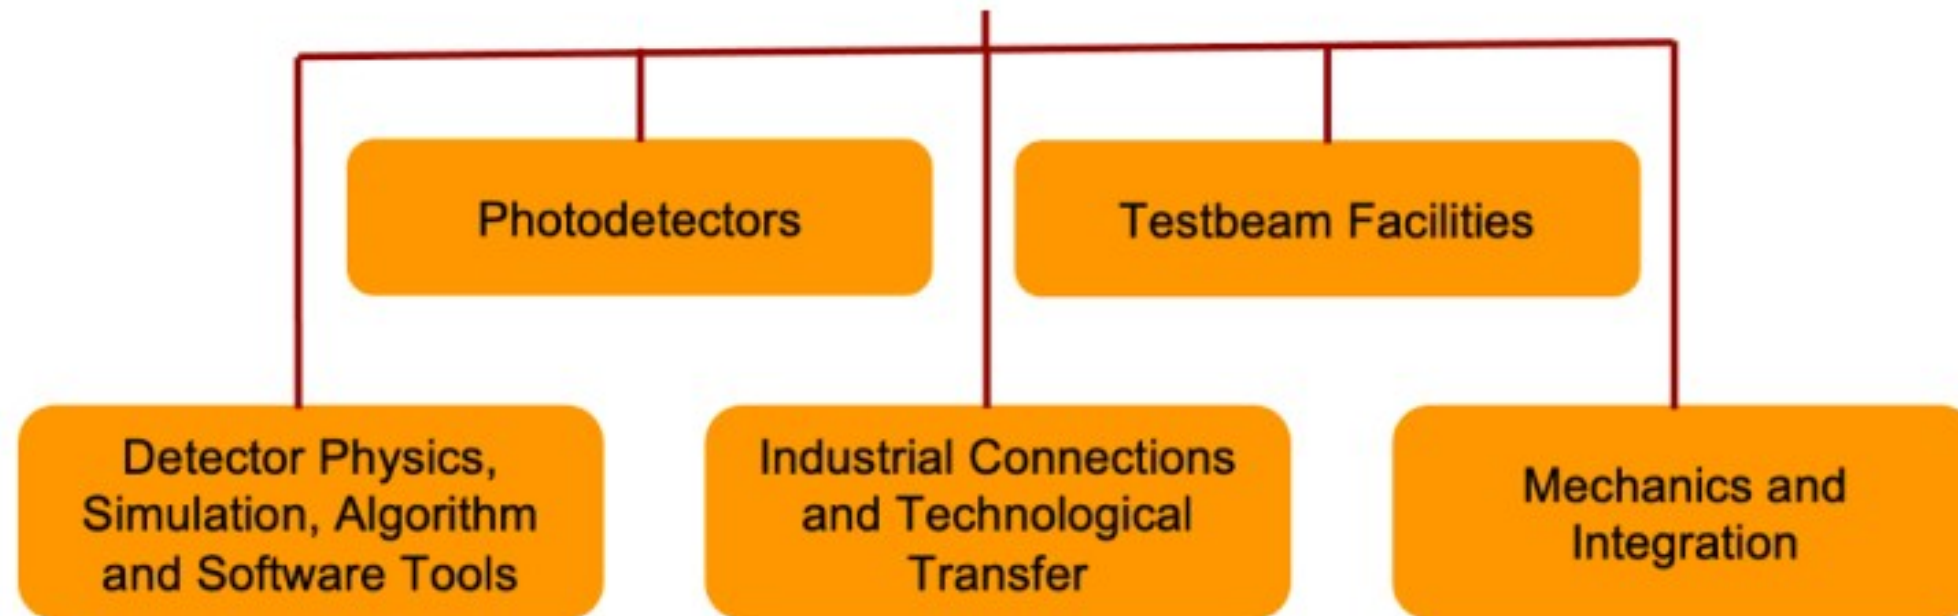 Photodetectors
Testbeam Facilities
Detector Physics,
Simulation, Algorithm
and Software Tools
Industrial Connections
and Technological
Transfer
Mechanics and
Integration